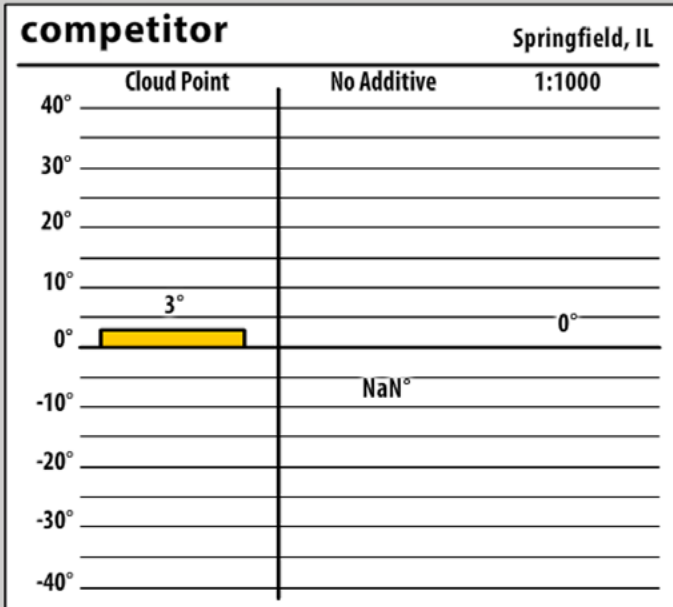 competitor
Springfield, IL
Cloud Point No Additive 1:1000
40°
30°
20°
10°
3°
0°
0°
NaN°
-10°
-20°
-30°
-40°